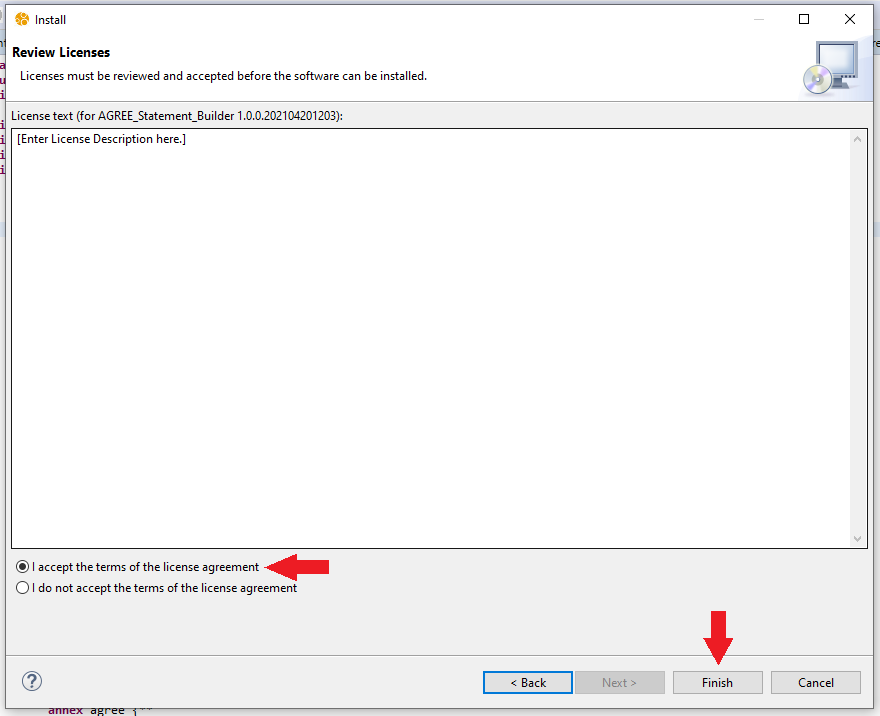 Install
Review Licenses
Licenses must be reviewed and accepted before the software can be installed.
License text (for AGREE_Statement_Builder 1.0.0.202104201203):
[Enter License Description here.]
I accept the terms of the license agreement
I do not accept the terms of the license agreement
?
< Back
Next >
Finish
Cancel
annex agree {**